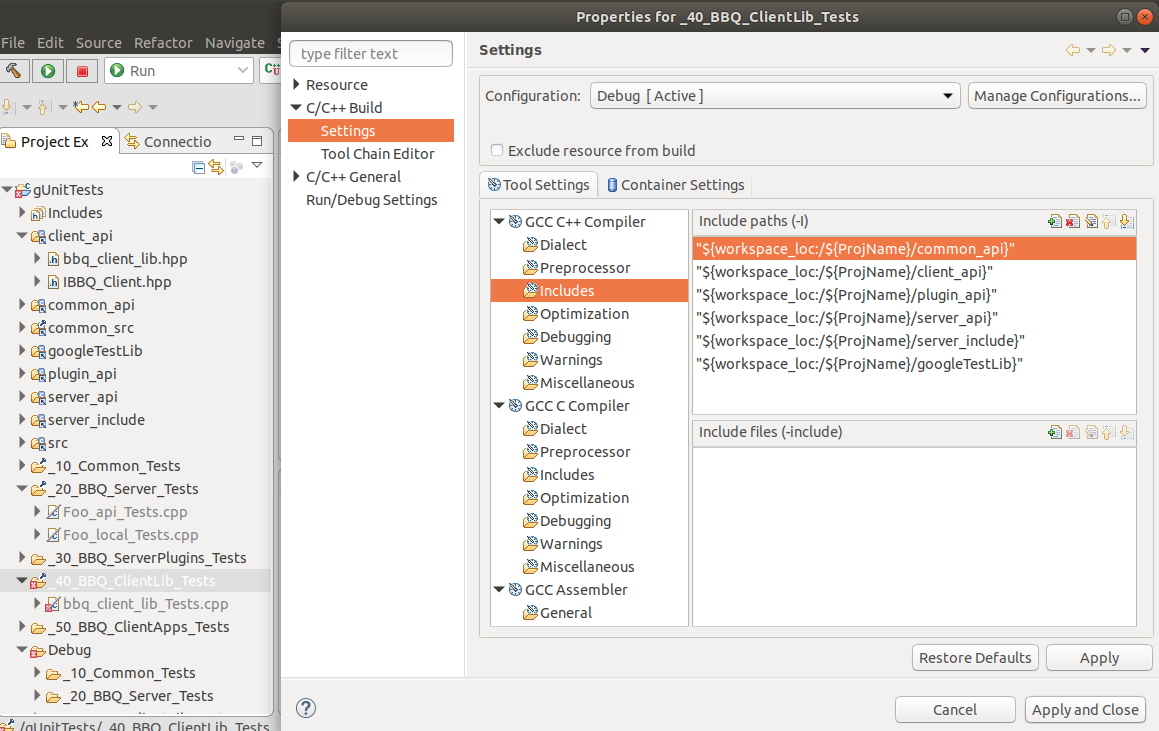 Properties for _40_BBQ_ClientLib_Tests
File Edit Source Refactor Navigate
Run
Project Ex
Connectio
gUnitTests
Includes
client_api
bbq_client_lib.hpp
IBBQ_Client.hpp
common_api
common_src
googleTestLib
plugin_api
server_api
server_include
src
_10_Common_Tests
_20_BBQ_Server_Tests
Foo_api_Tests.cpp
Foo_local_Tests.cpp
_30_BBQ_ServerPlugins_Tests
_40_BBQ_ClientLib_Tests
bbq_client_lib_Tests.cpp
_50_BBQ_ClientApps_Tests
Debug
_10_Common_Tests
_20_BBQ_Server_Tests
/gUnitTests/_40_BBQ_ClientLib_Tests
type filter text
Resource
C/C++ Build
Settings
Tool Chain Editor
C/C++ General
Run/Debug Settings
Settings
Configuration:
Debug [ Active ]
Manage Configurations...
Exclude resource from build
Tool Settings
Container Settings
GCC C++ Compiler
Dialect
Preprocessor
Includes
Optimization
Debugging
Warnings
Miscellaneous
GCC C Compiler
Dialect
Preprocessor
Includes
Optimization
Debugging
Warnings
Miscellaneous
GCC Assembler
General
Include paths (-I)
"${workspace_loc:/${ProjName}/common_api}"
"${workspace_loc:/${ProjName}/client_api}"
"${workspace_loc:/${ProjName}/plugin_api}"
"${workspace_loc:/${ProjName}/server_api}"
"${workspace_loc:/${ProjName}/server_include}"
"${workspace_loc:/${ProjName}/googleTestLib}"
Include files (-include)
Restore Defaults
Apply
Cancel
Apply and Close